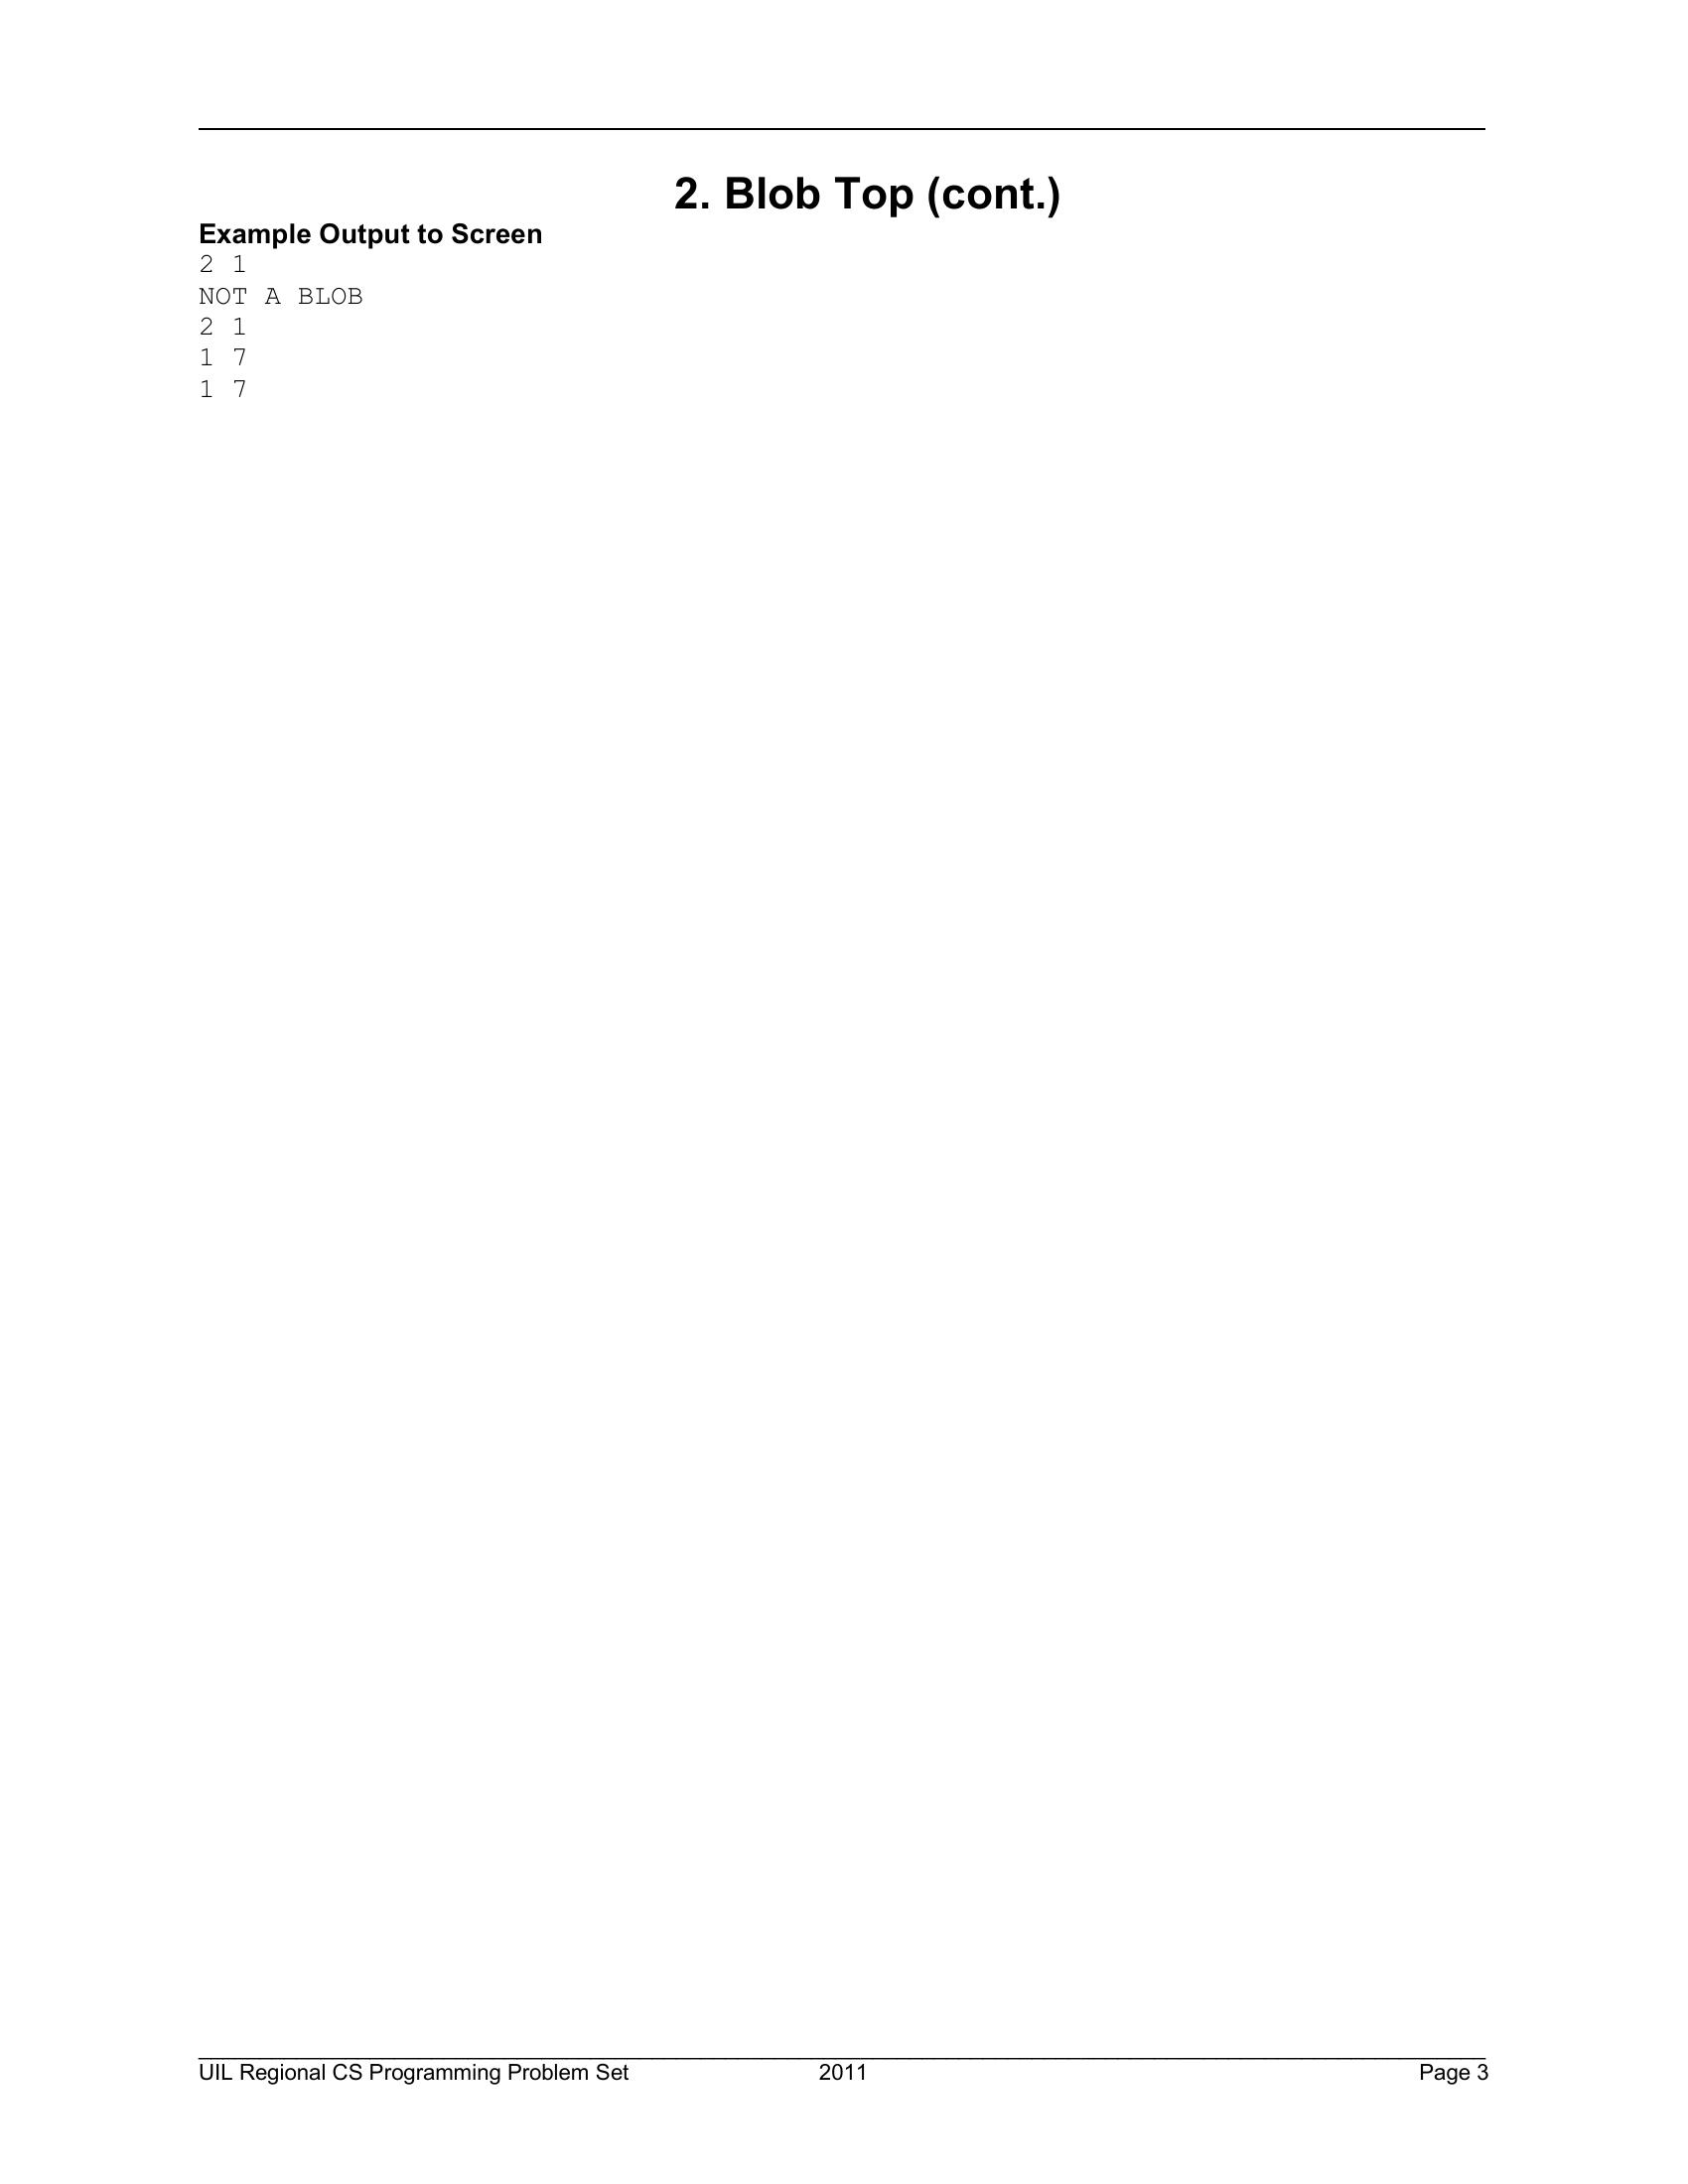 2. Blob Top (cont.)
Example Output to Screen
2 1
NOT A BLOB
2 1
1 7
1 7
UIL Regional CS Programming Problem Set 2011 Page 3